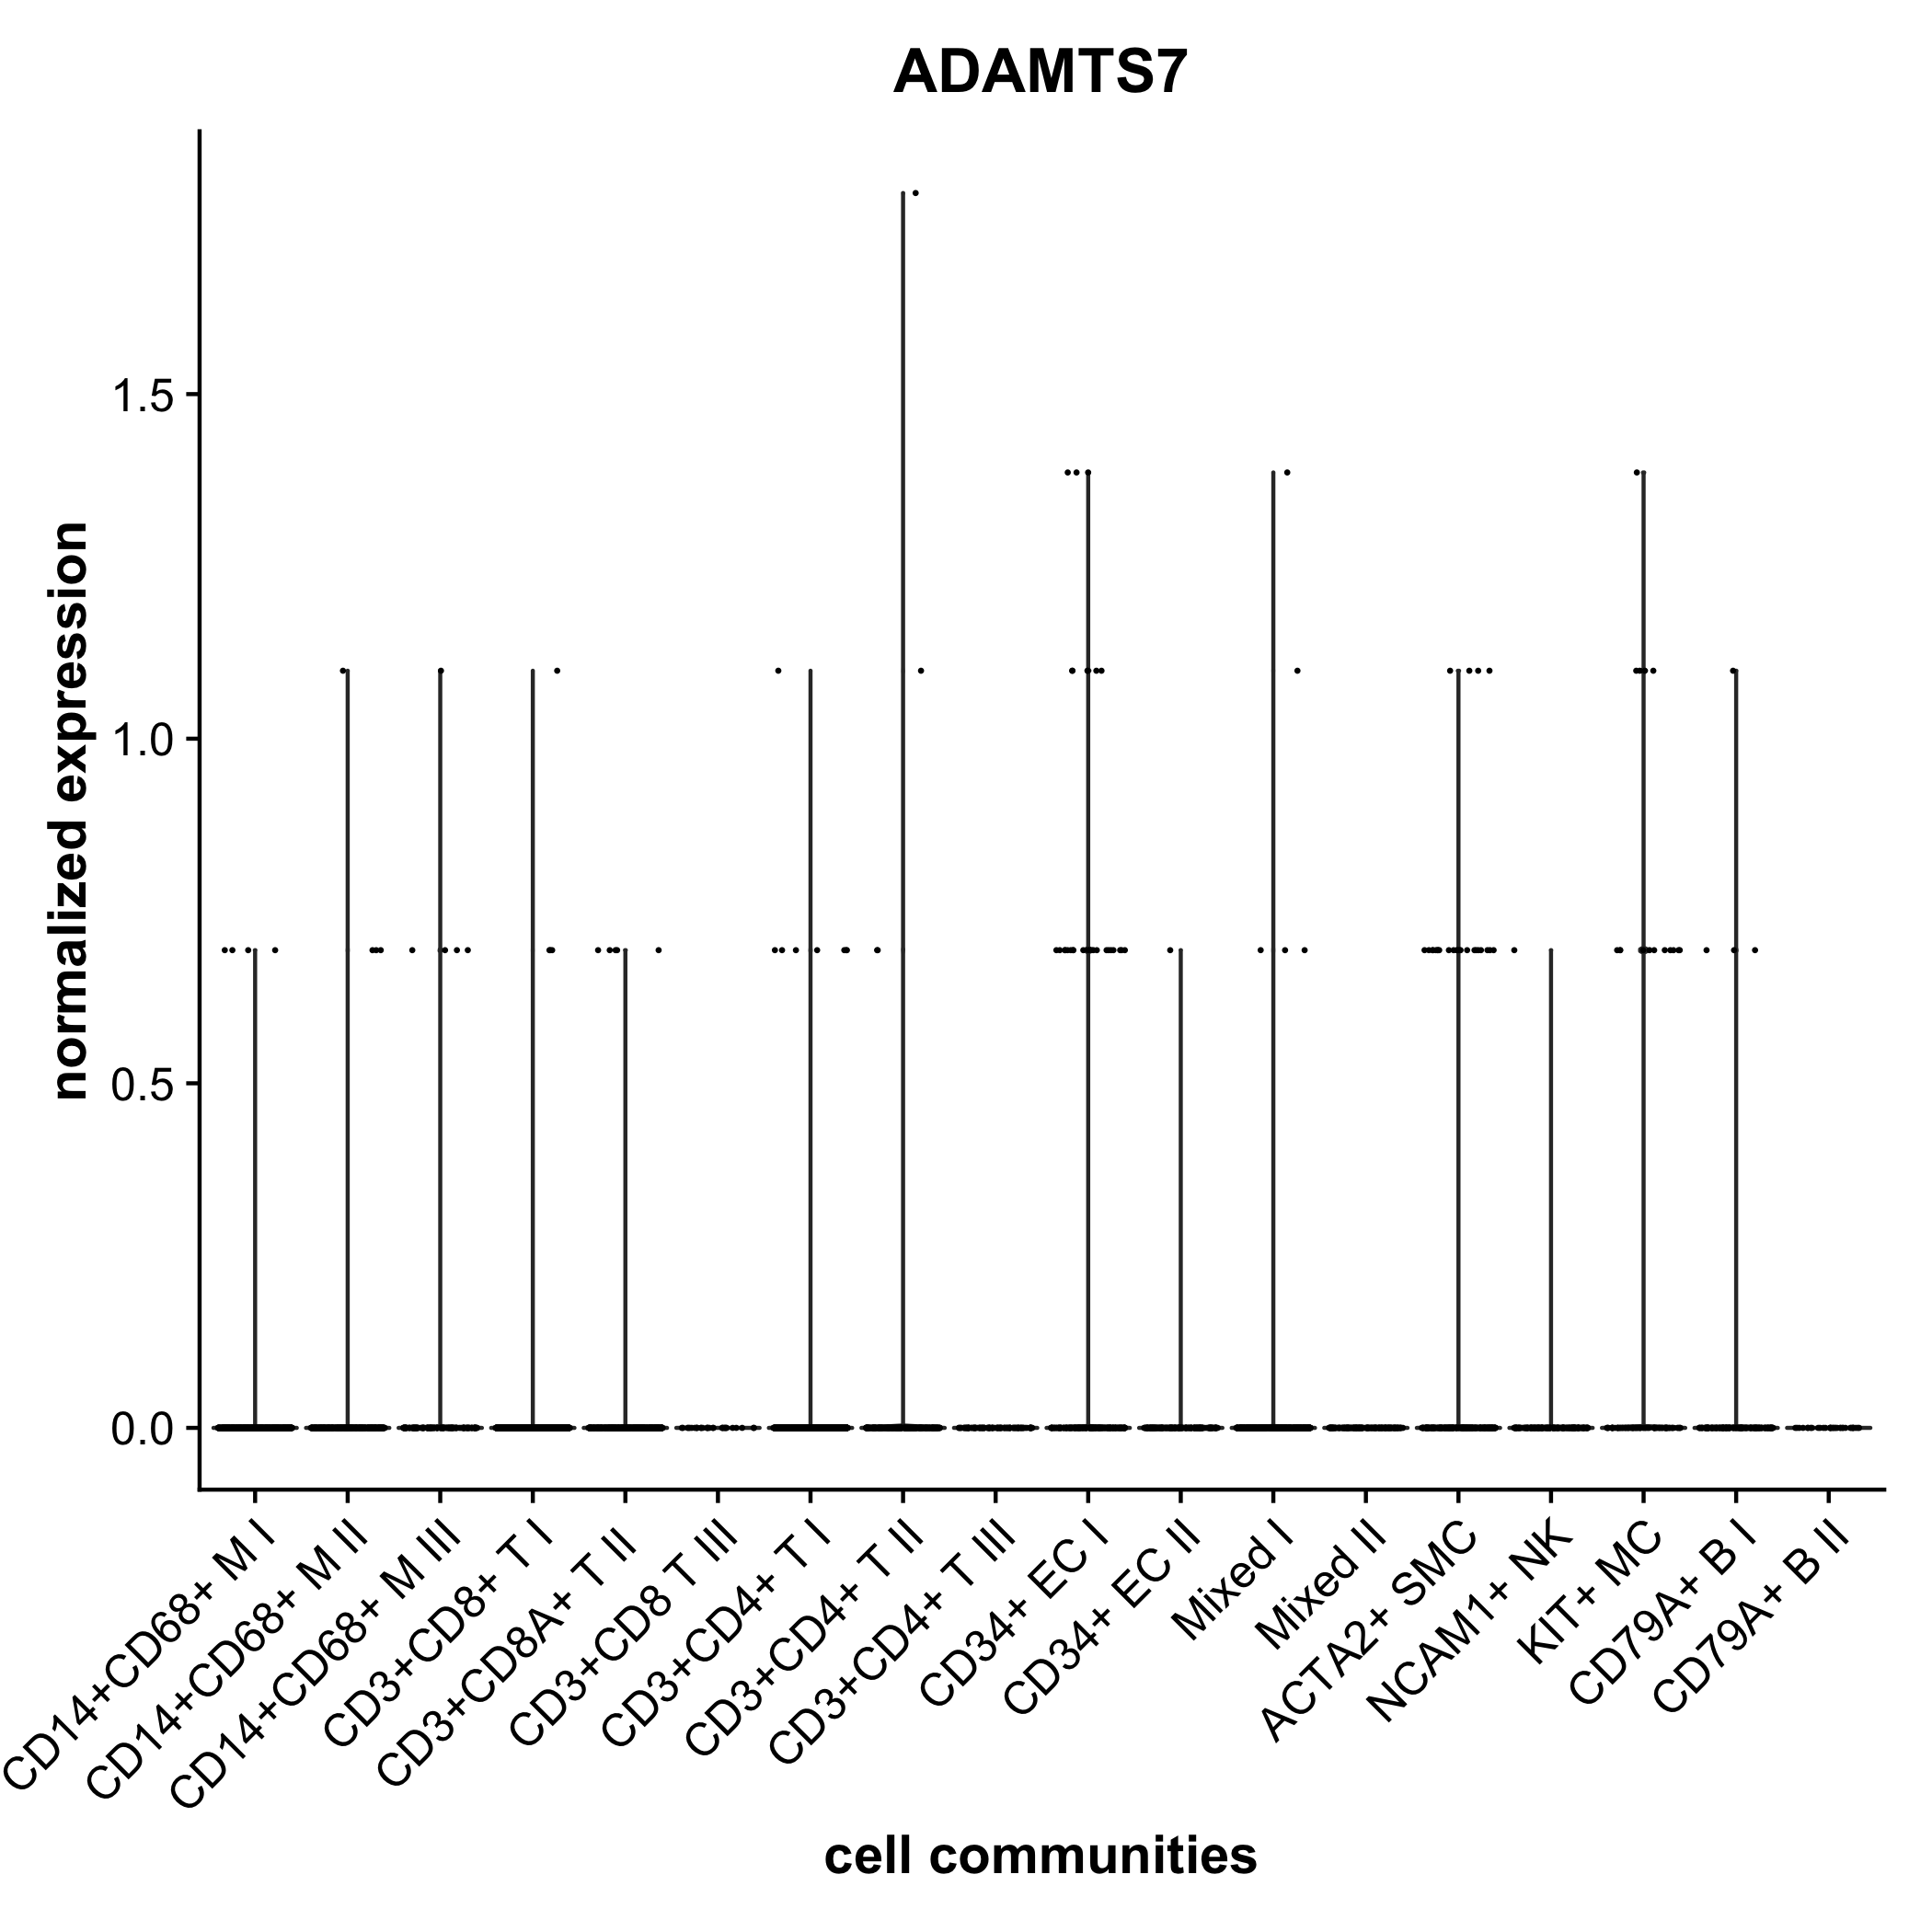 ADAMTS7
normalized expression
1.5
1.0
0.5
0.0
CD14+CD68+ M I
CD14+CD68+ M II
CD14+CD68+ M III
CD3+CD8+ T I
CD3+CD8A+ T II
CD3+CD8 T III
CD3+CD4+ T I
CD3+CD4+ T II
CD3+CD4+ T III
CD34+ EC I
CD34+ EC II
Mixed I
Mixed II
ACTA2+ SMC
NCAM1+ NK
KIT+ MC
CD79A+ B I
CD79A+ B II
cell communities